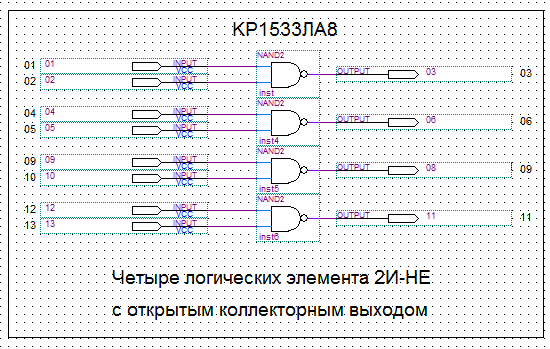 КР1533ЛА8
NAND2
01 01 INPUT VCC OUTPUT 03 03
02 02 INPUT VCC
inst
NAND2
04 04 INPUT VCC OUTPUT 06 06
05 05 INPUT VCC
inst4
NAND2
09 09 INPUT VCC OUTPUT 08 09
10 10 INPUT VCC
inst5
NAND2
12 12 INPUT VCC OUTPUT 11 11
13 13 INPUT VCC
inst6
Четыре логических элемента 2И-НЕ
с открытым коллекторным выходом